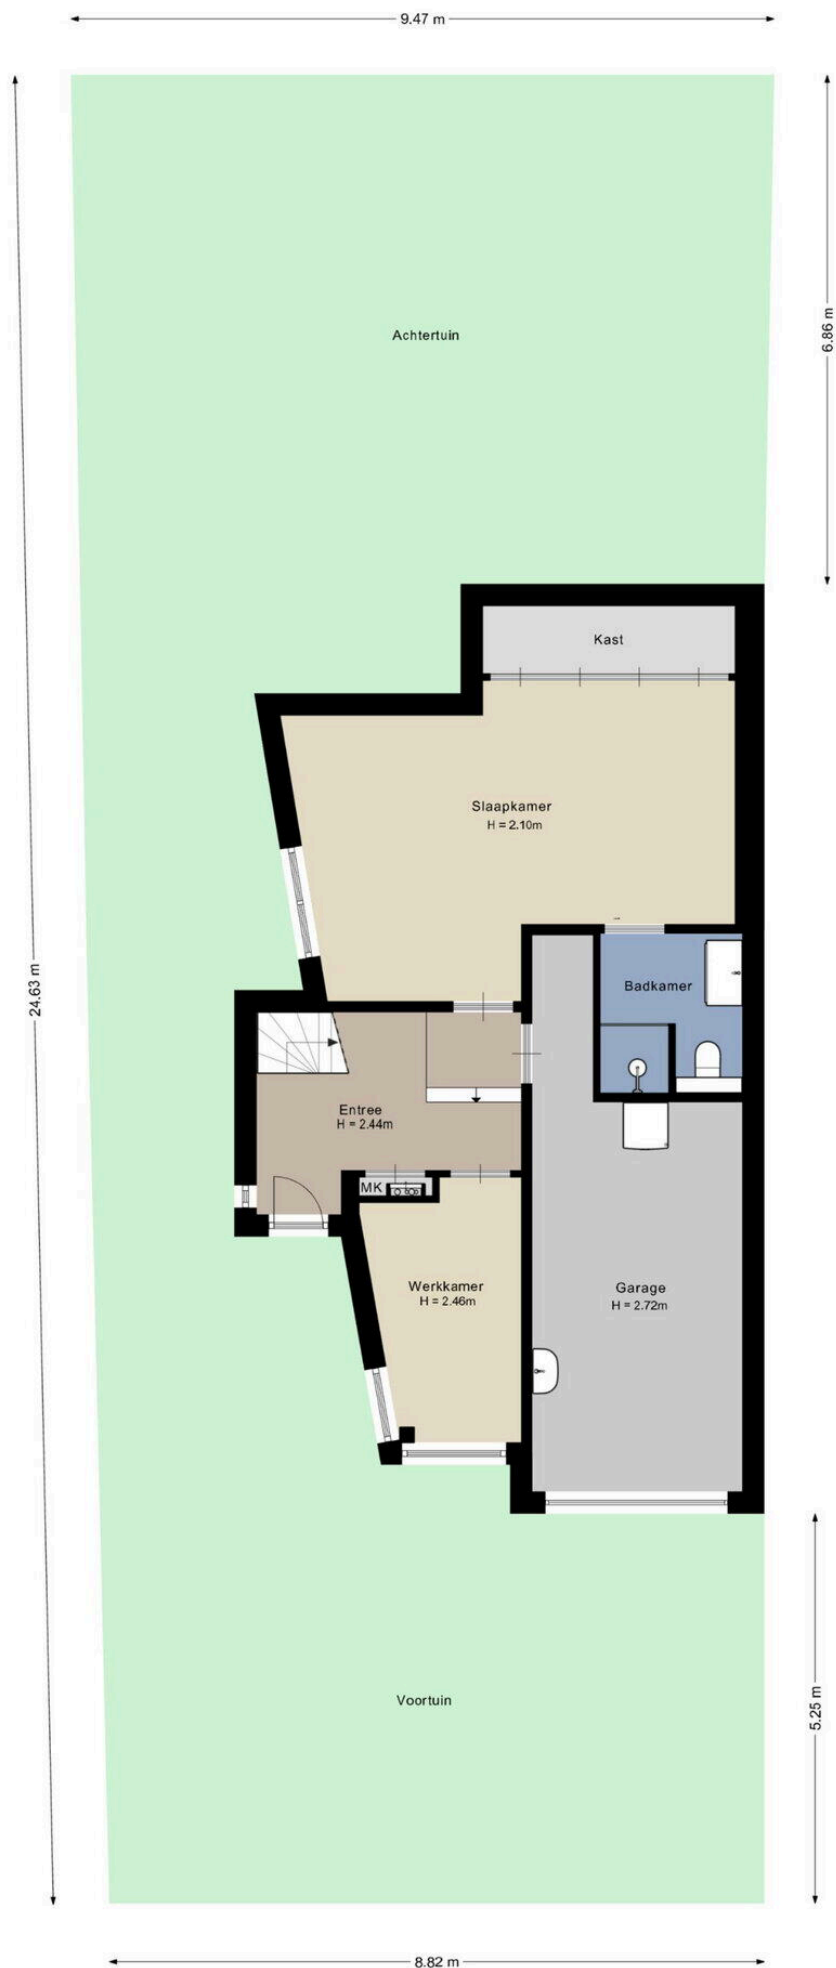 9.47 m
6.86 m
Achtertuin
Kast
Slaapkamer
H = 2.10m
24.63 m
Badkamer
Entree
H = 2.44m
MK
Werkkamer
H = 2.46m
Garage
H = 2.72m
5.25 m
Voortuin
8.82 m